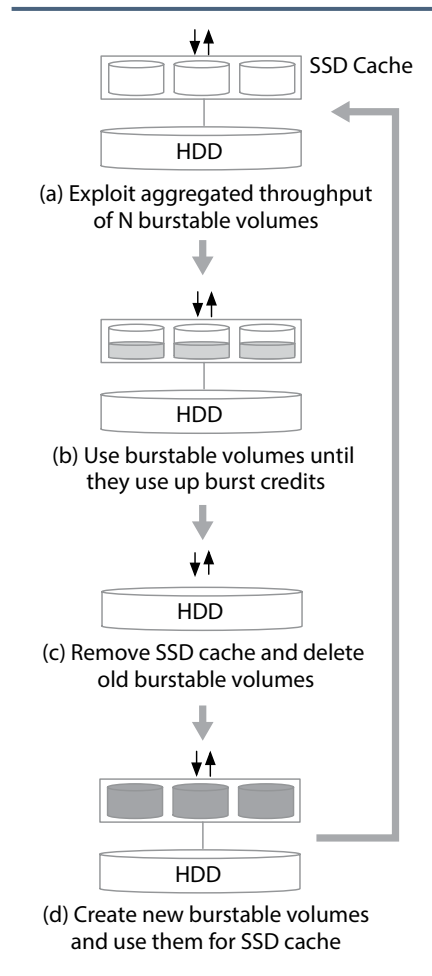 SSD Cache
HDD
(a) Exploit aggregated throughput
of N burstable volumes
HDD
(b) Use burstable volumes until
they use up burst credits
HDD
(c) Remove SSD cache and delete
old burstable volumes
HDD
(d) Create new burstable volumes
and use them for SSD cache